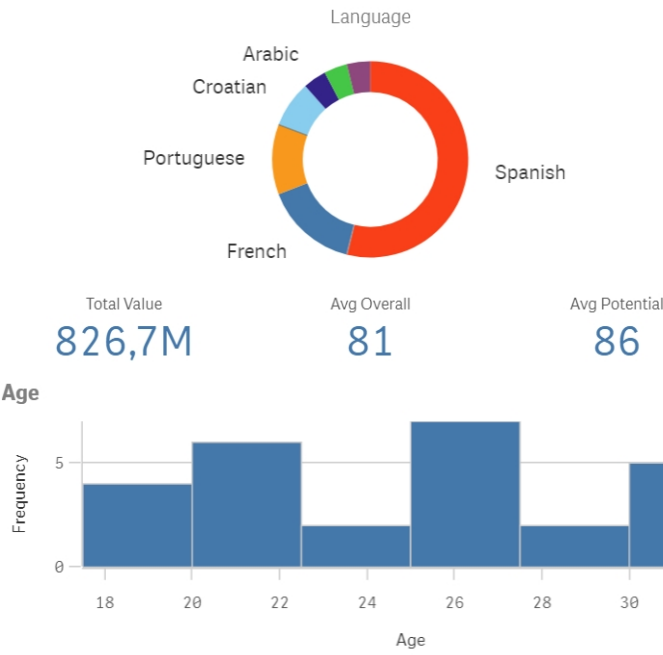 Language
Arabic
Croatian
Portuguese
Spanish
French
Total Value
Avg Overall
Avg Potential
826,7M
81
86
Age
Frequency
5
0
18 20 22 24 26 28 30
Age